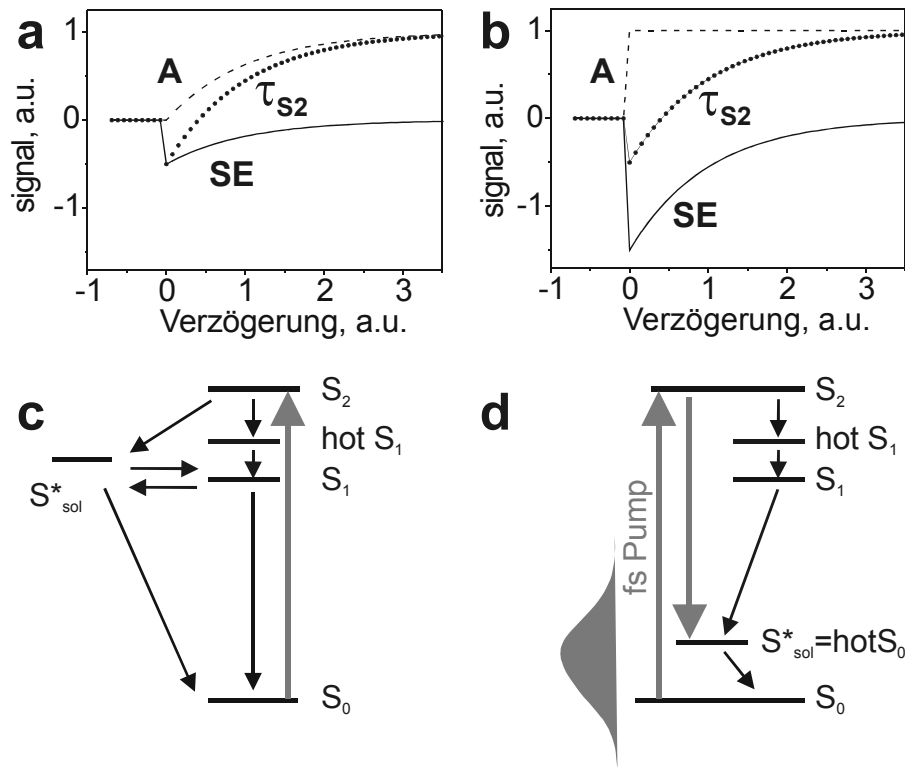 a
signal, a.u.
1
0
-1
A
τS2
SE
-1 0 1 2 3
Verzögerung, a.u.
b
signal, a.u.
1
0
-1
A
τS2
SE
-1 0 1 2 3
Verzögerung, a.u.
c
S2
hot S1
S1
S*sol
S0
d
S2
hot S1
S1
fs Pump
S*sol=hotS0
S0